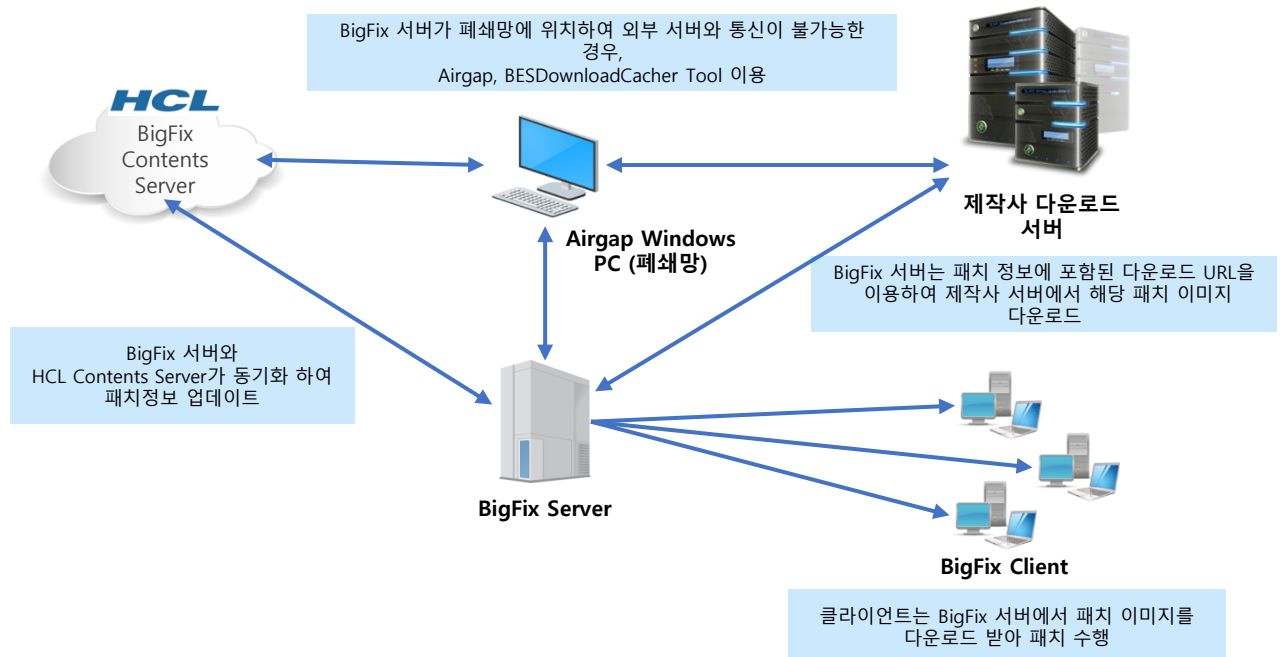 BigFix 서버가 폐쇄망에 위치하여 외부 서버와 통신이 불가능한
경우,
Airgap, BESDownloadCacher Tool 이용
HCL
BigFix
Contents
Server
제작사 다운로드
서버
Airgap Windows
PC (폐쇄망)
BigFix 서버는 패치 정보에 포함된 다운로드 URL을
이용하여 제작사 서버에서 해당 패치 이미지
다운로드
BigFix 서버와
HCL Contents Server가 동기화 하여
패치정보 업데이트
BigFix Server
BigFix Client
클라이언트는 BigFix 서버에서 패치 이미지를
다운로드 받아 패치 수행